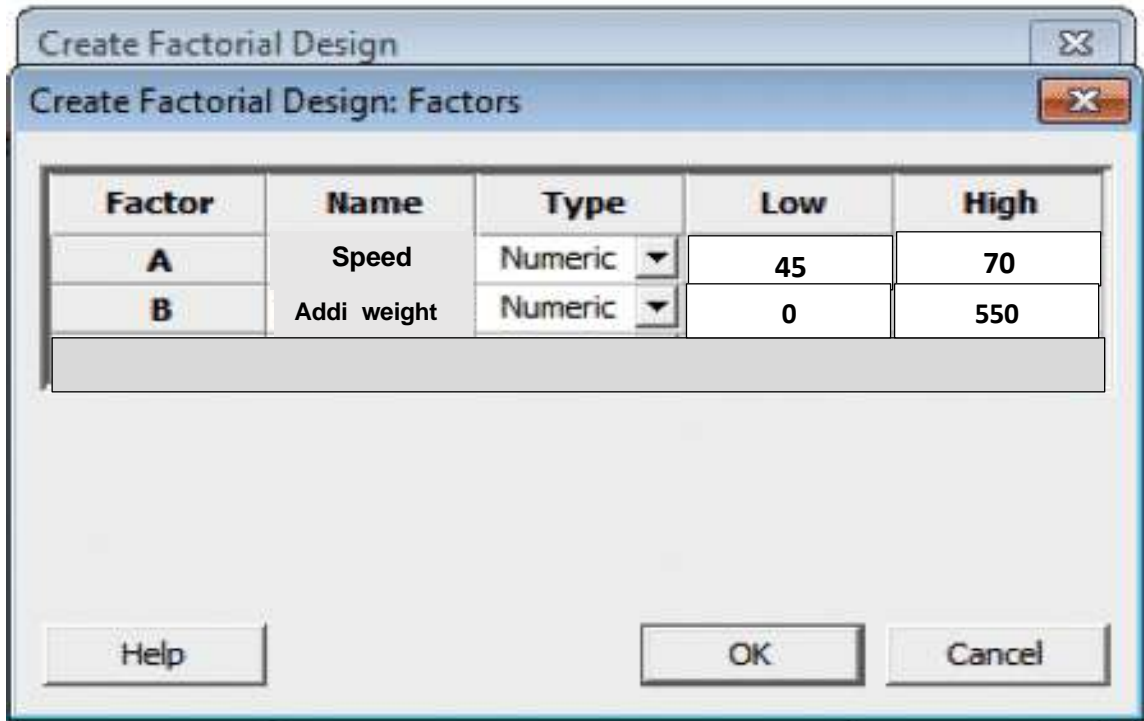 Create Factorial Design
Create Factorial Design: Factors
Factor Name Type Low High
A Speed Numeric 45 70
B Addi weight Numeric 0 550
Help OK Cancel